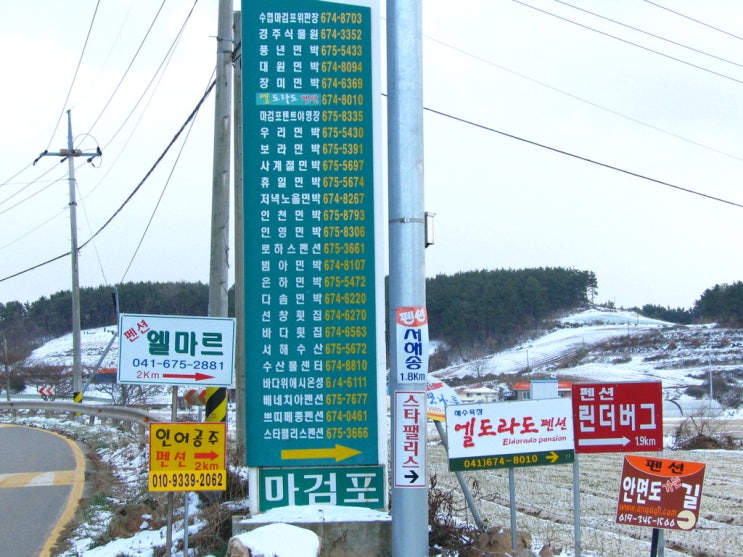 수협마검포위판장 674-8703
경주식물원 674-3352
풍년민박 675-5433
대원민박 674-8094
장미민박 674-6369
엘도라도펜션 674-8010
마검포텐트야영장 675-8335
우리민박 675-5430
보라민박 675-5391
사계절민박 675-5697
휴일민박 675-5674
저녁노을민박 674-8267
인천민박 675-8793
인영민박 675-8306
로하스펜션 675-3661
범아민박 674-8107
은하민박 675-5472
다솜민박 674-6220
선창횟집 674-6270
바다횟집 674-6563
서해수산 675-5672
수산물센타 674-8810
바다위에시온성 674-6111
베네치아펜션 675-7677
쁘띠메종펜션 674-0461
스타팰리스펜션 675-3666
마검포
펜션 엘마르
041-675-2881
2Km
인어공주
펜션 2Km
010-9339-2062
펜션
서해송
1.8Km
스타팰리스
해수욕장
엘도라도펜션
Eldorado pension
041)674-8010
펜션
린더버그
1.9Km
펜션
안면도 길